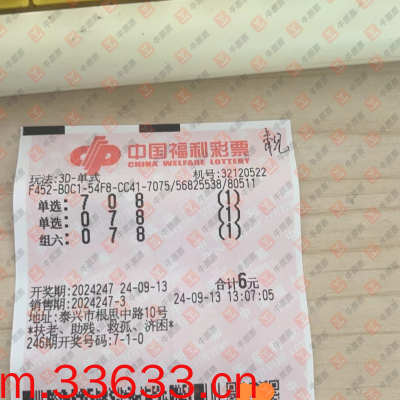 中国福利彩票
CHINA WELFARE LOTTERY
玩法:3D-单式 机号:32120522
F452-B0C1-54F8-CC41-7075/56825538/80511
单选: 7 0 8 (1)
单选: 0 7 8 (1)
组六: 0 7 8 (1)
开奖期:2024247 24-09-13 合计6元
销售期:2024247-3 24-09-13 13:07:05
地址:泰兴市根思中路10号
*扶老、助残、救孤、济困*
246期开奖号码:7-1-0
m.33633.cn